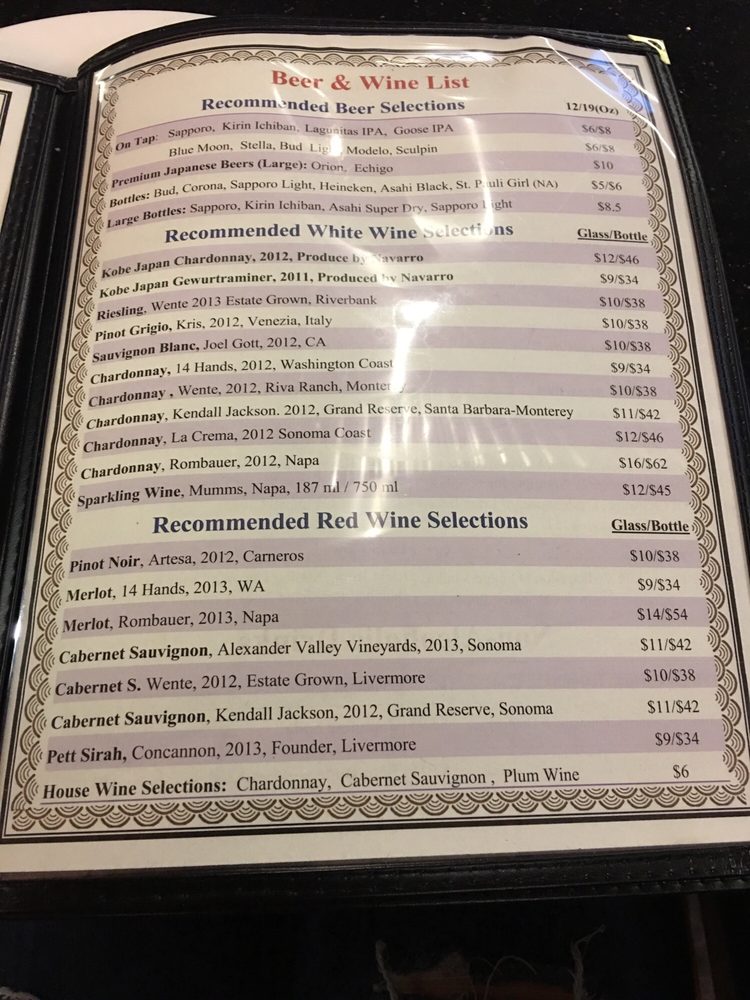 Beer & Wine List
Recommended Beer Selections 12/19(Oz)
On Tap: Sapporo, Kirin Ichiban, Lagunitas IPA, Goose IPA $6/$8
Blue Moon, Stella, Bud Light, Modelo, Sculpin $6/$8
Premium Japanese Beers (Large): Orion, Echigo $10
Bottles: Bud, Corona, Sapporo Light, Heineken, Asahi Black, St. Pauli Girl (NA) $5/$6
Large Bottles: Sapporo, Kirin Ichiban, Asahi Super Dry, Sapporo Light $8.5
Recommended White Wine Selections Glass/Bottle
Kobe Japan Chardonnay, 2012, Produce by Navarro $12/$46
Kobe Japan Gewurtraminer, 2011, Produced by Navarro $9/$34
Riesling, Wente 2013 Estate Grown, Riverbank $10/$38
Pinot Grigio, Kris, 2012, Venezia, Italy $10/$38
Sauvignon Blanc, Joel Gott, 2012, CA $10/$38
Chardonnay, 14 Hands, 2012, Washington Coast $9/$34
Chardonnay , Wente, 2012, Riva Ranch, Monterey $10/$38
Chardonnay, Kendall Jackson. 2012, Grand Reserve, Santa Barbara-Monterey $11/$42
Chardonnay, La Crema, 2012 Sonoma Coast $12/$46
Chardonnay, Rombauer, 2012, Napa $16/$62
Sparkling Wine, Mumms, Napa, 187 ml / 750 ml $12/$45
Recommended Red Wine Selections Glass/Bottle
Pinot Noir, Artesa, 2012, Carneros $10/$38
Merlot, 14 Hands, 2013, WA $9/$34
Merlot, Rombauer, 2013, Napa $14/$54
Cabernet Sauvignon, Alexander Valley Vineyards, 2013, Sonoma $11/$42
Cabernet S. Wente, 2012, Estate Grown, Livermore $10/$38
Cabernet Sauvignon, Kendall Jackson, 2012, Grand Reserve, Sonoma $11/$42
Pett Sirah, Concannon, 2013, Founder, Livermore $9/$34
House Wine Selections: Chardonnay, Cabernet Sauvignon , Plum Wine $6